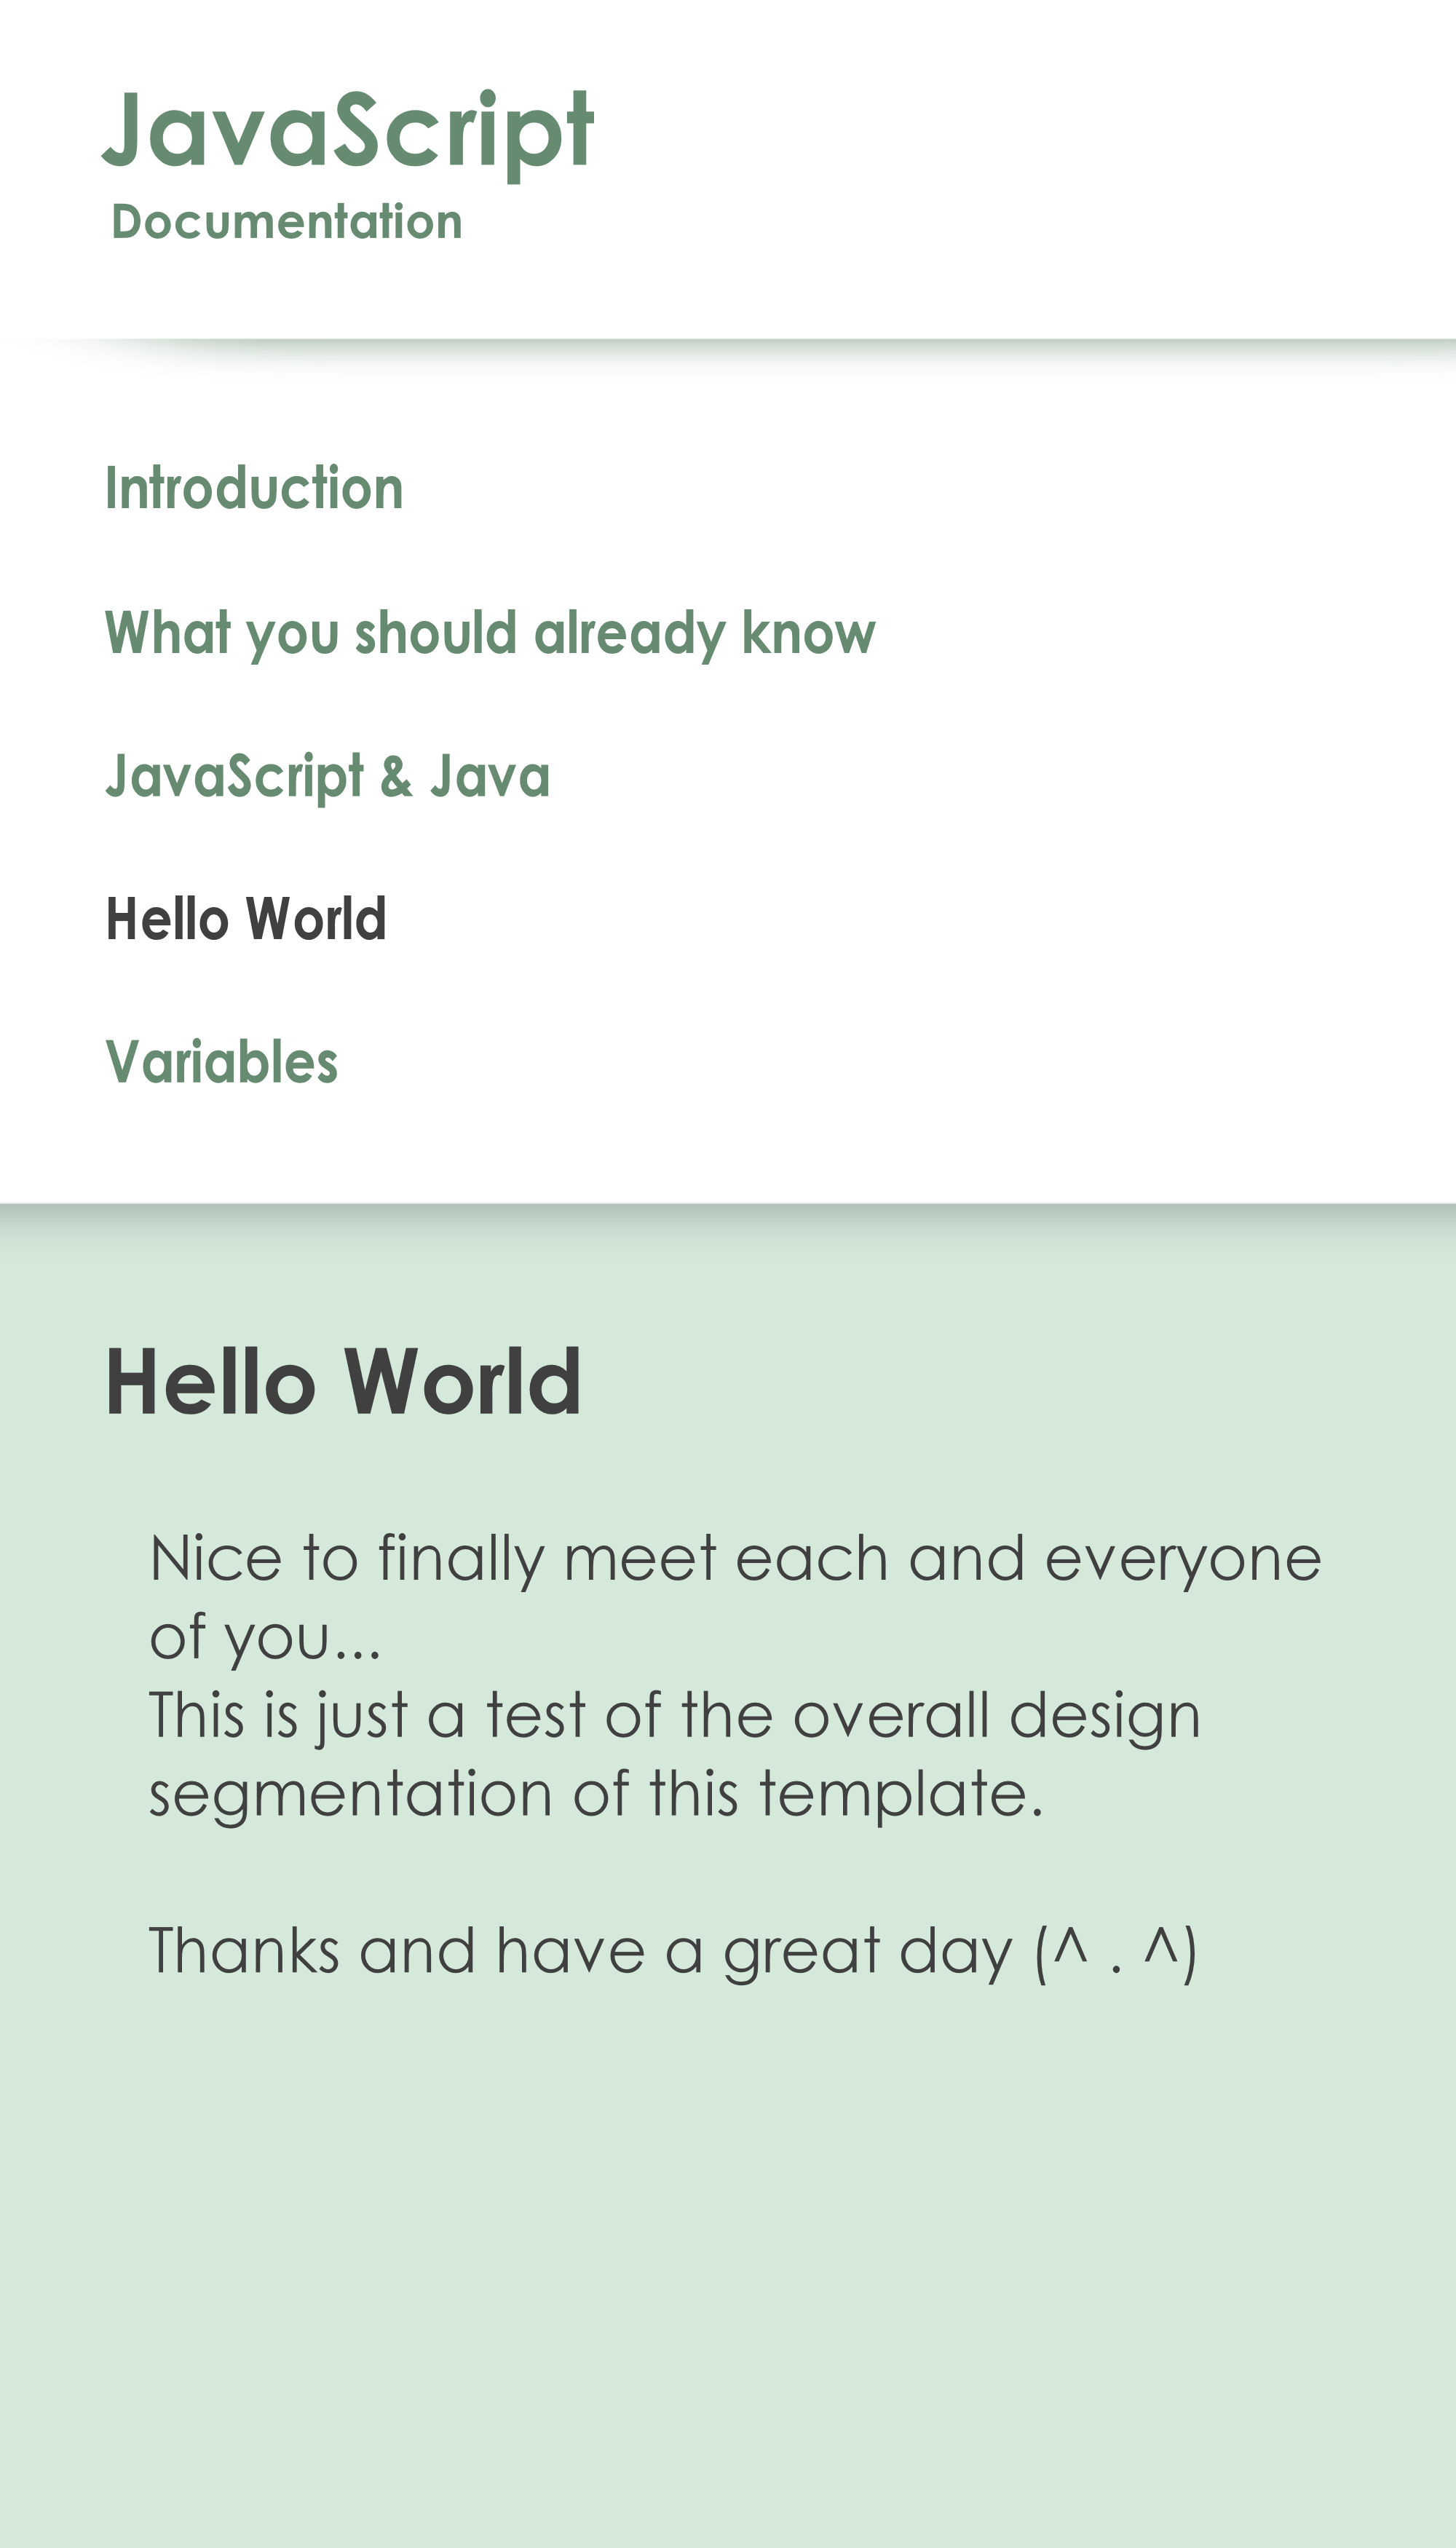 JavaScript
Documentation
Introduction
What you should already know
JavaScript & Java
Hello World
Variables
Hello World
Nice to finally meet each and everyone
of you...
This is just a test of the overall design
segmentation of this template.
Thanks and have a great day (^ . ^)